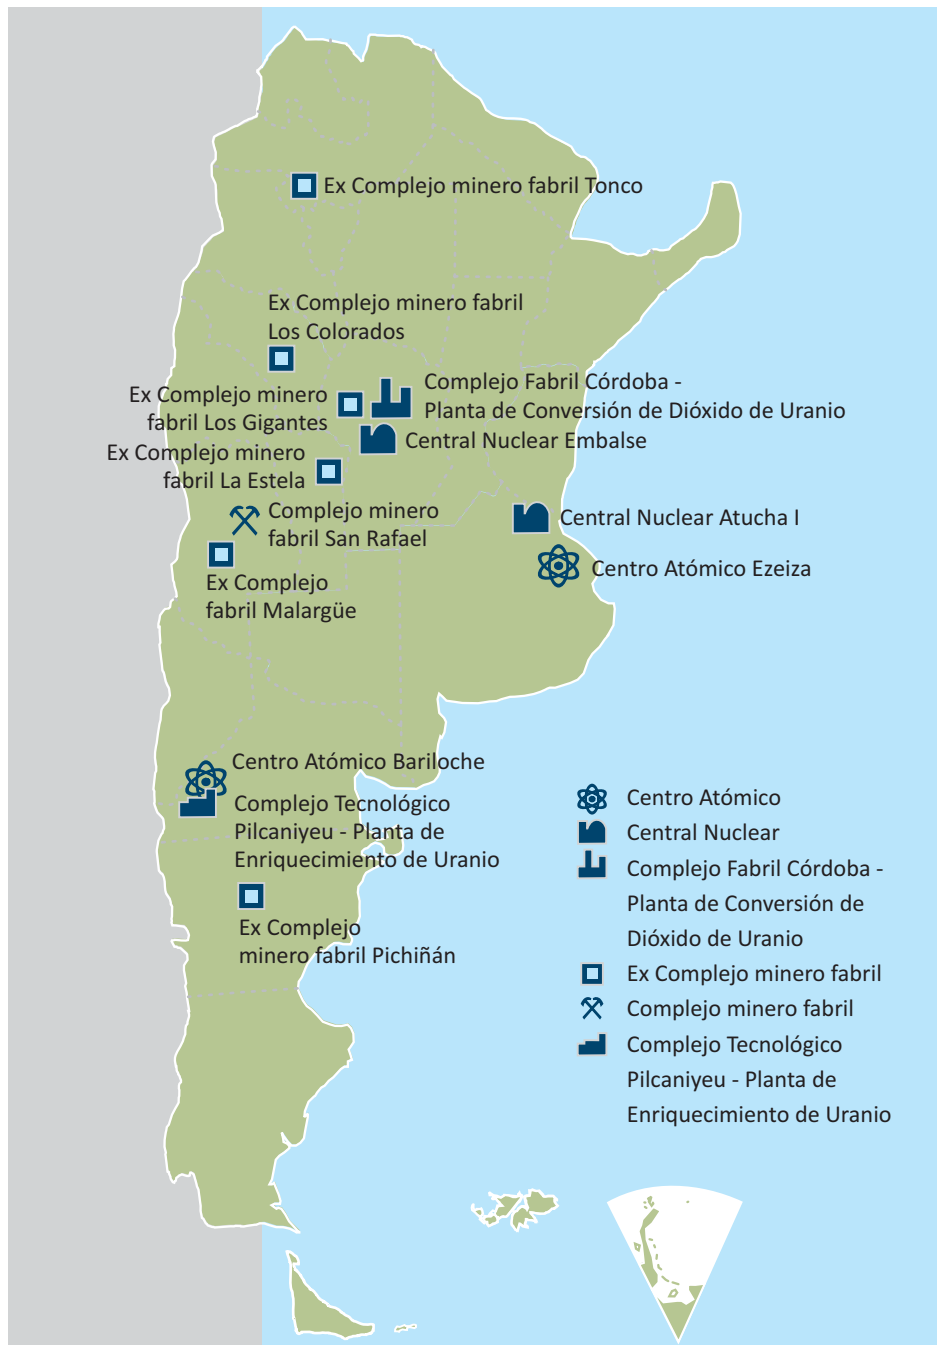 Ex Complejo minero fabril Tonco
Ex Complejo minero fabril
Los Colorados
Ex Complejo minero
fabril Los Gigantes
Complejo Fabril Córdoba -
Planta de Conversión de Dióxido de Uranio
Central Nuclear Embalse
Ex Complejo minero
fabril La Estela
Complejo minero
fabril San Rafael
Central Nuclear Atucha I
Centro Atómico Ezeiza
Ex Complejo
fabril Malargüe
Centro Atómico Bariloche
Complejo Tecnológico
Pilcaniyeu - Planta de
Enriquecimiento de Uranio
Ex Complejo
minero fabril Pichiñán
Centro Atómico
Central Nuclear
Complejo Fabril Córdoba -
Planta de Conversión de
Dióxido de Uranio
Ex Complejo minero fabril
Complejo minero fabril
Complejo Tecnológico
Pilcaniyeu - Planta de
Enriquecimiento de Uranio